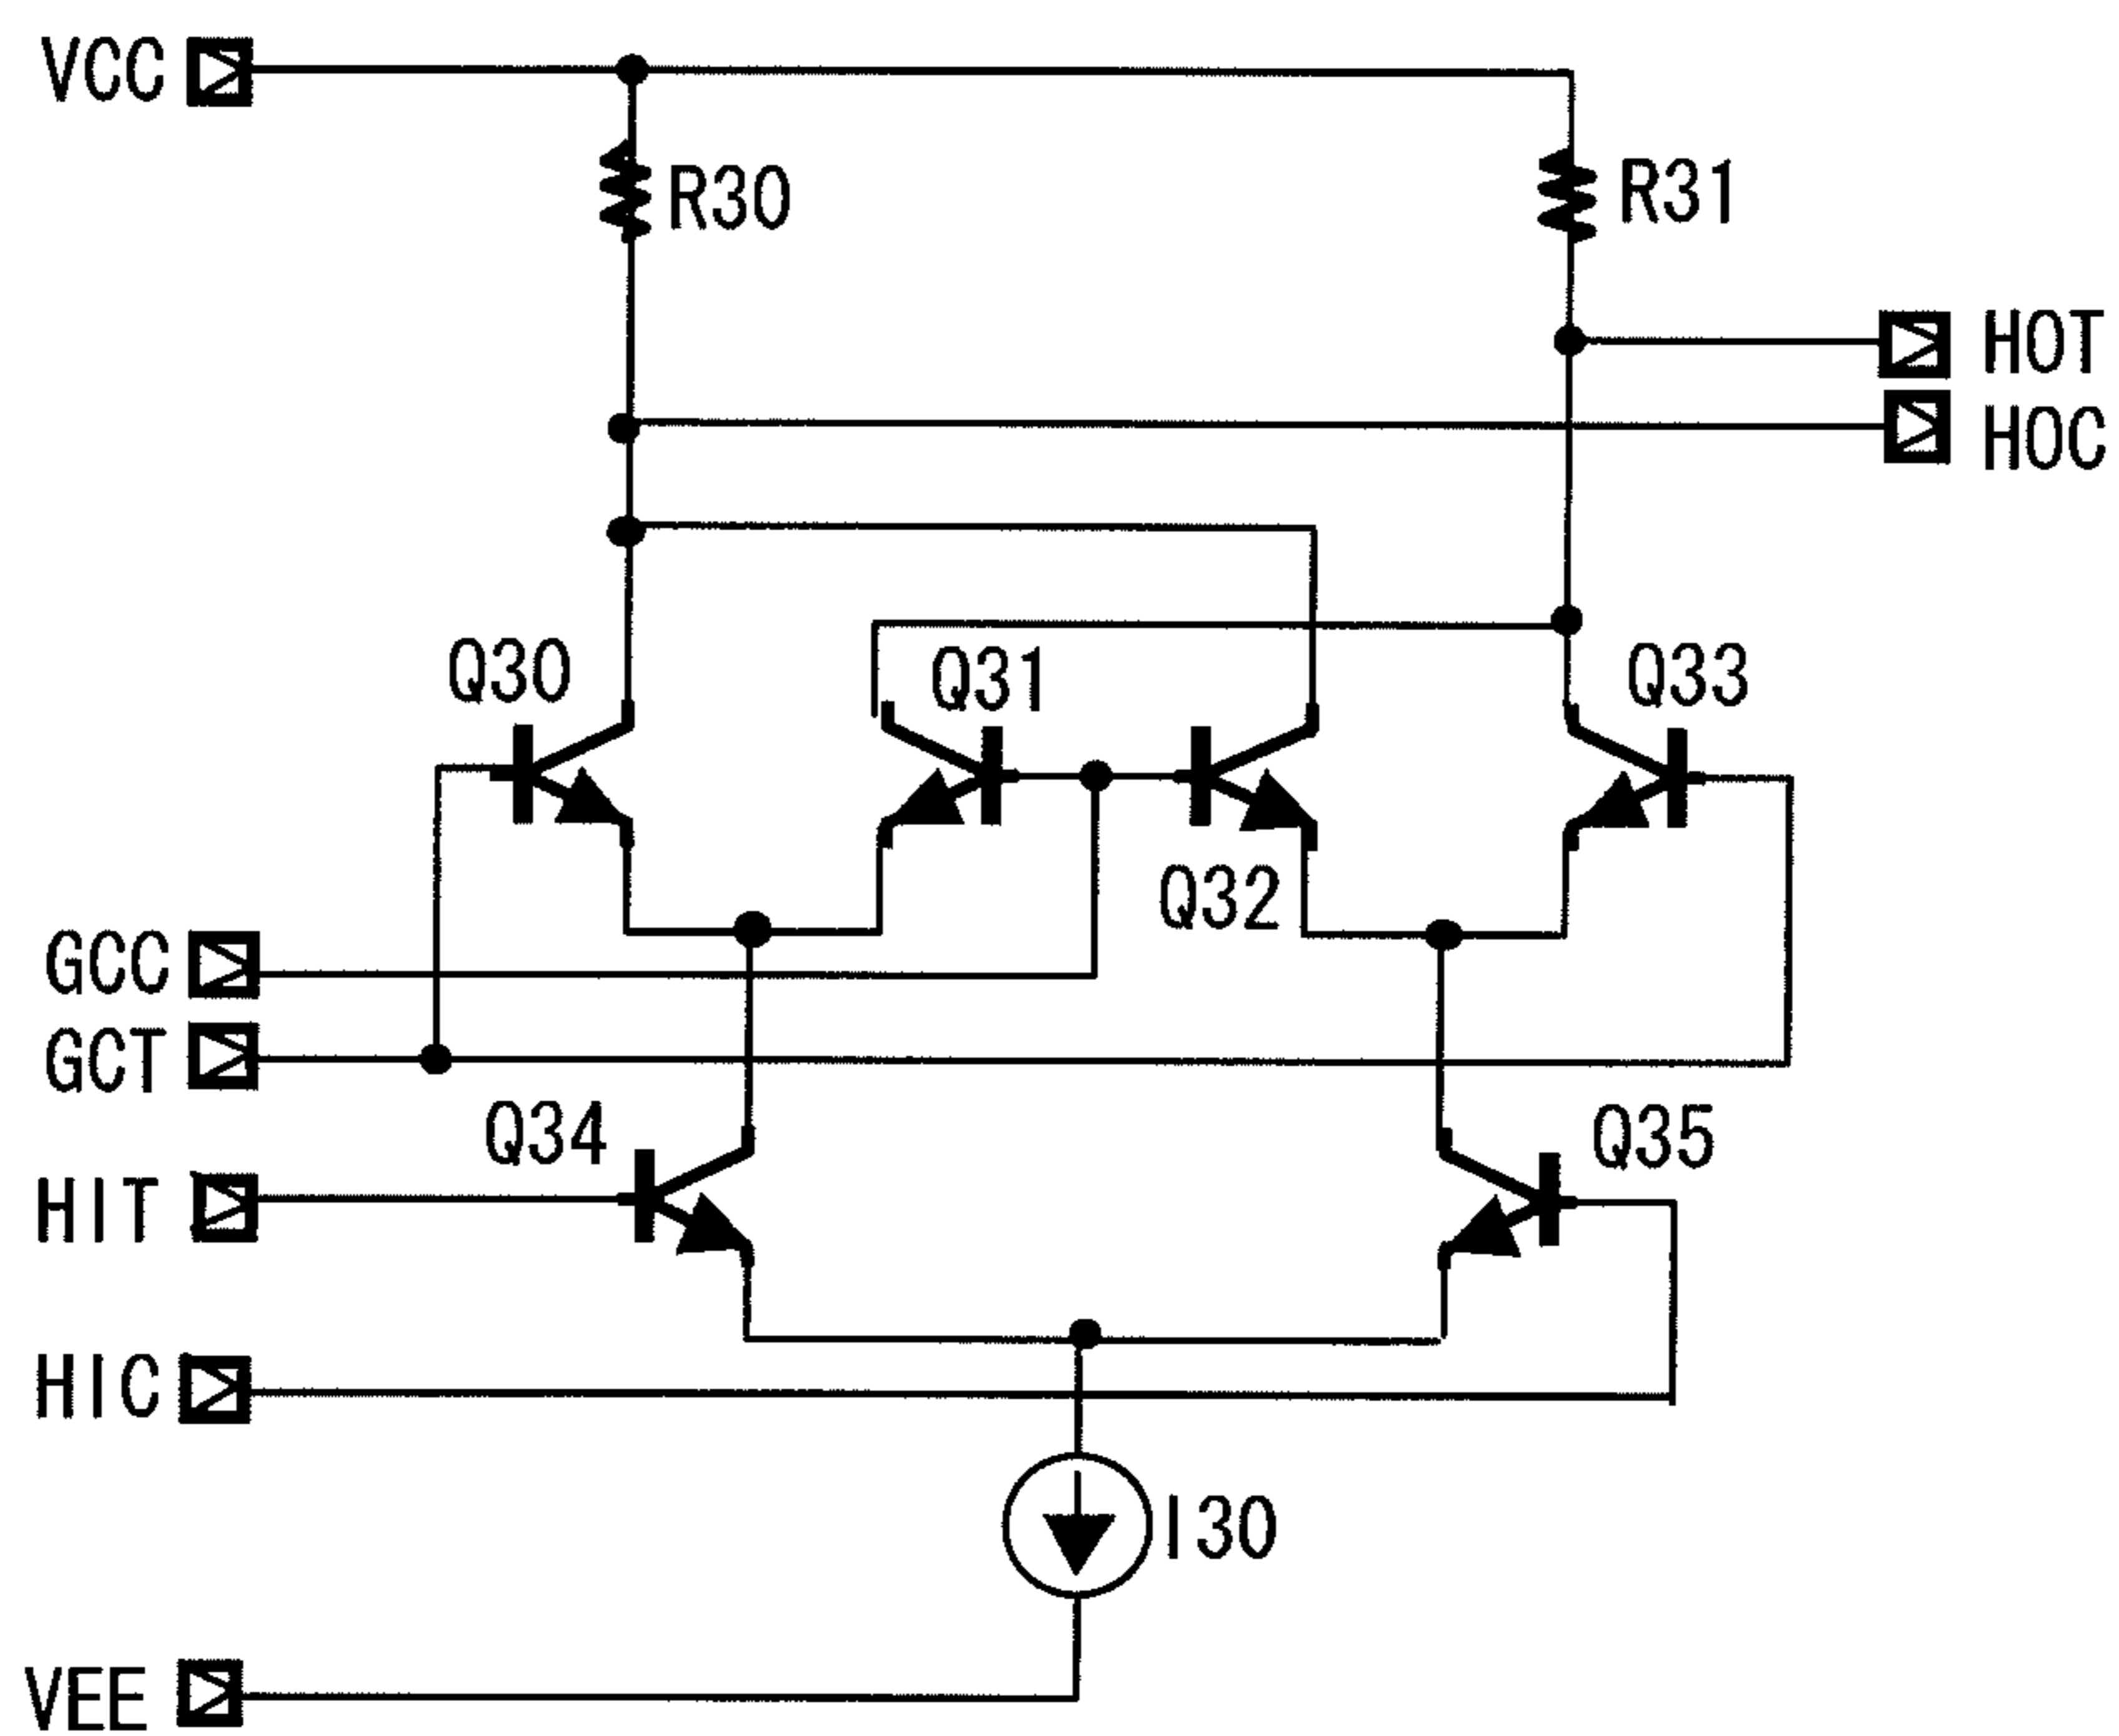 VCC
R30
R31
HOT
HOC
Q30
Q31
Q33
Q32
GCC
GCT
Q34
Q35
HIT
HIC
I30
VEE